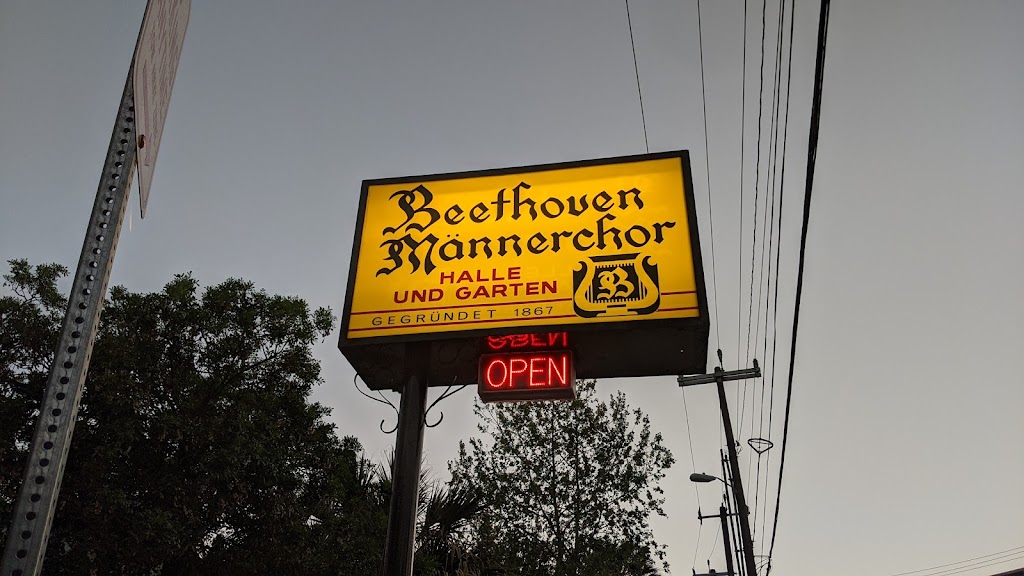 Beethoven
Männerchor
HALLE
UND GARTEN
B
GEGRÜNDET 1867
OPEN